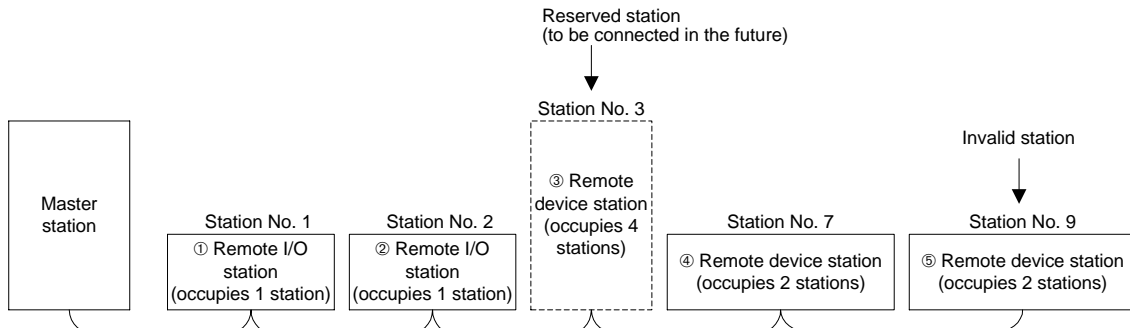 Reserved station
(to be connected in the future)
Station No. 3
Invalid station
Master
station
Station No. 1
① Remote I/O
station
(occupies 1 station)
Station No. 2
② Remote I/O
station
(occupies 1 station)
③ Remote
device station
(occupies 4
stations)
Station No. 7
④ Remote device station
(occupies 2 stations)
Station No. 9
⑤ Remote device station
(occupies 2 stations)